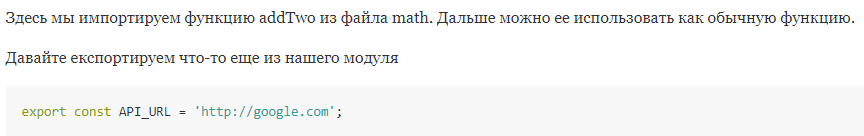 Здесь мы импортируем функцию addTwo из файла math. Дальше можно ее использовать как обычную функцию.
Давайте експортируем что-то еще из нашего модуля
export const API_URL = 'http://google.com';